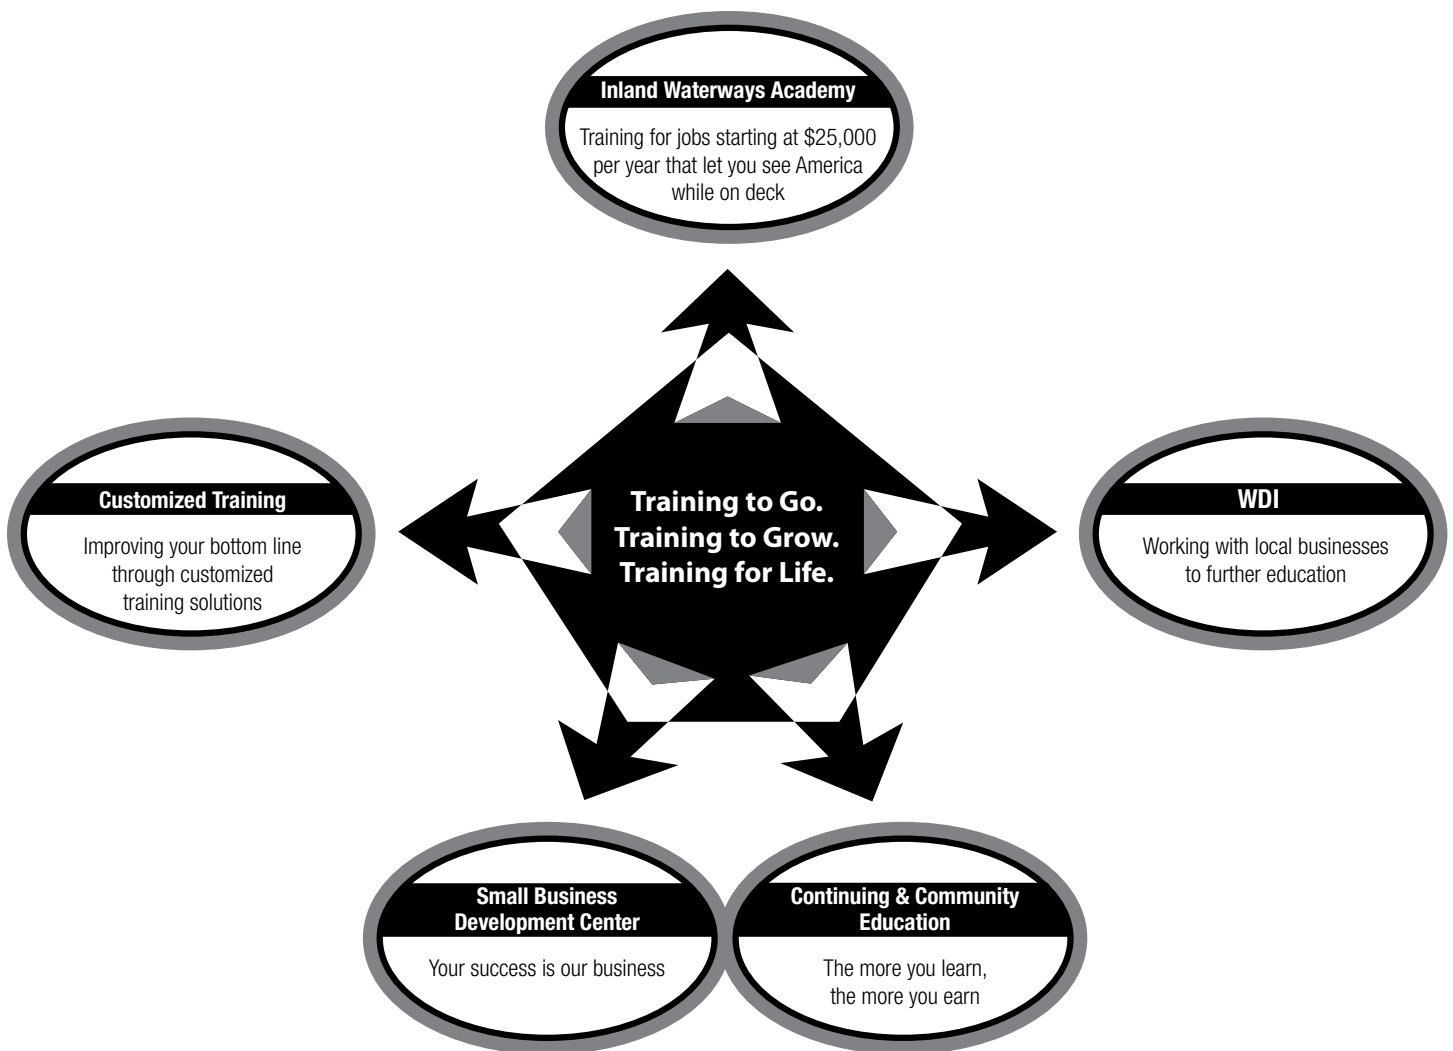 Inland Waterways Academy
Training for jobs starting at $25,000
per year that let you see America
while on deck
Customized Training
Improving your bottom line
through customized
training solutions
Training to Go.
Training to Grow.
Training for Life.
WDI
Working with local businesses
to further education
Small Business
Development Center
Your success is our business
Continuing & Community
Education
The more you learn,
the more you earn